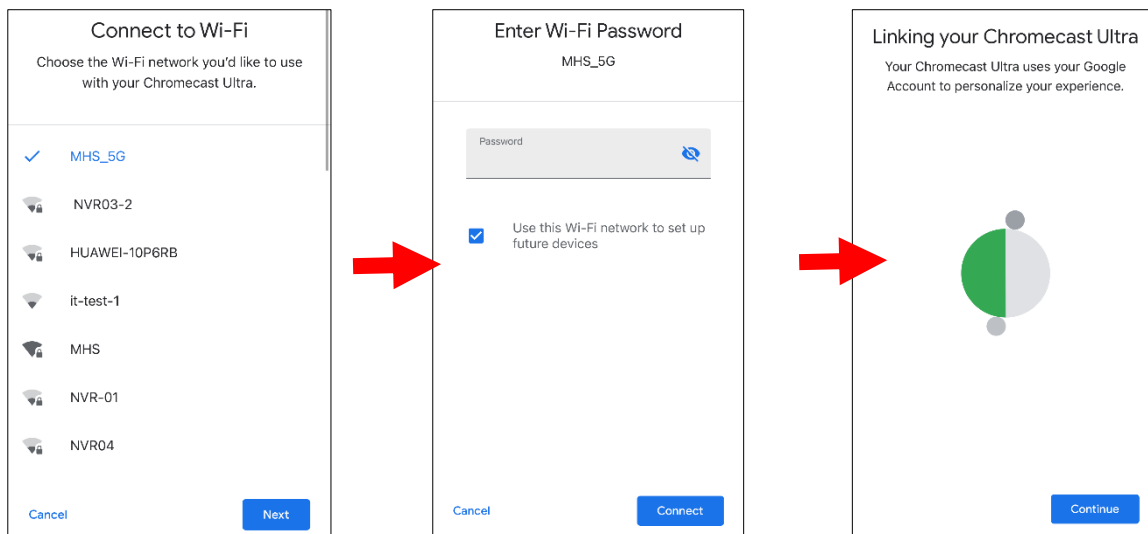 Connect to Wi-Fi
Choose the Wi-Fi network you'd like to use
with your Chromecast Ultra.
MHS_5G
NVR03-2
HUAWEI-10P6RB
it-test-1
MHS
NVR-01
NVR04
Cancel
Next
Enter Wi-Fi Password
MHS_5G
Password
Use this Wi-Fi network to set up
future devices
Cancel
Connect
Linking your Chromecast Ultra
Your Chromecast Ultra uses your Google
Account to personalize your experience.
Continue